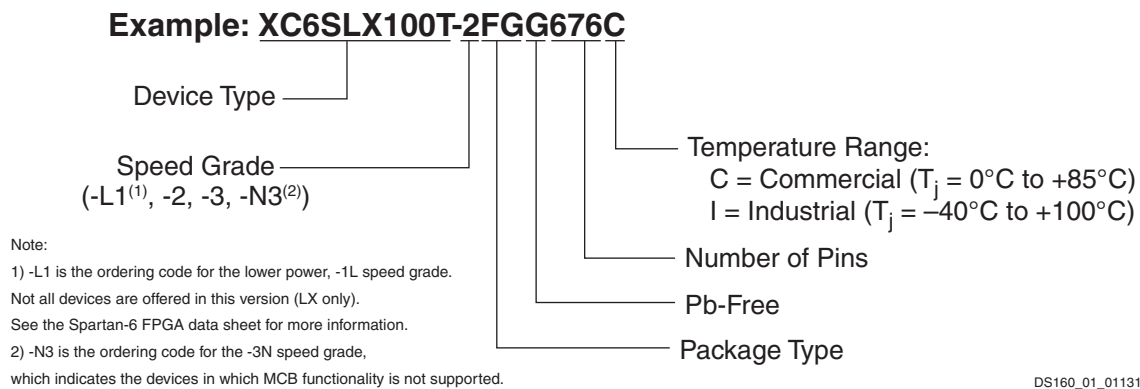 Example: XC6SLX100T-2FGG676C
Device Type
Speed Grade
(-L1(1), -2, -3, -N3(2))
Temperature Range:
C = Commercial (Tj = 0°C to +85°C)
I = Industrial (Tj = –40°C to +100°C)
Number of Pins
Pb-Free
Package Type
Note:
1) -L1 is the ordering code for the lower power, -1L speed grade.
Not all devices are offered in this version (LX only).
See the Spartan-6 FPGA data sheet for more information.
2) -N3 is the ordering code for the -3N speed grade,
which indicates the devices in which MCB functionality is not supported.
DS160_01_01131